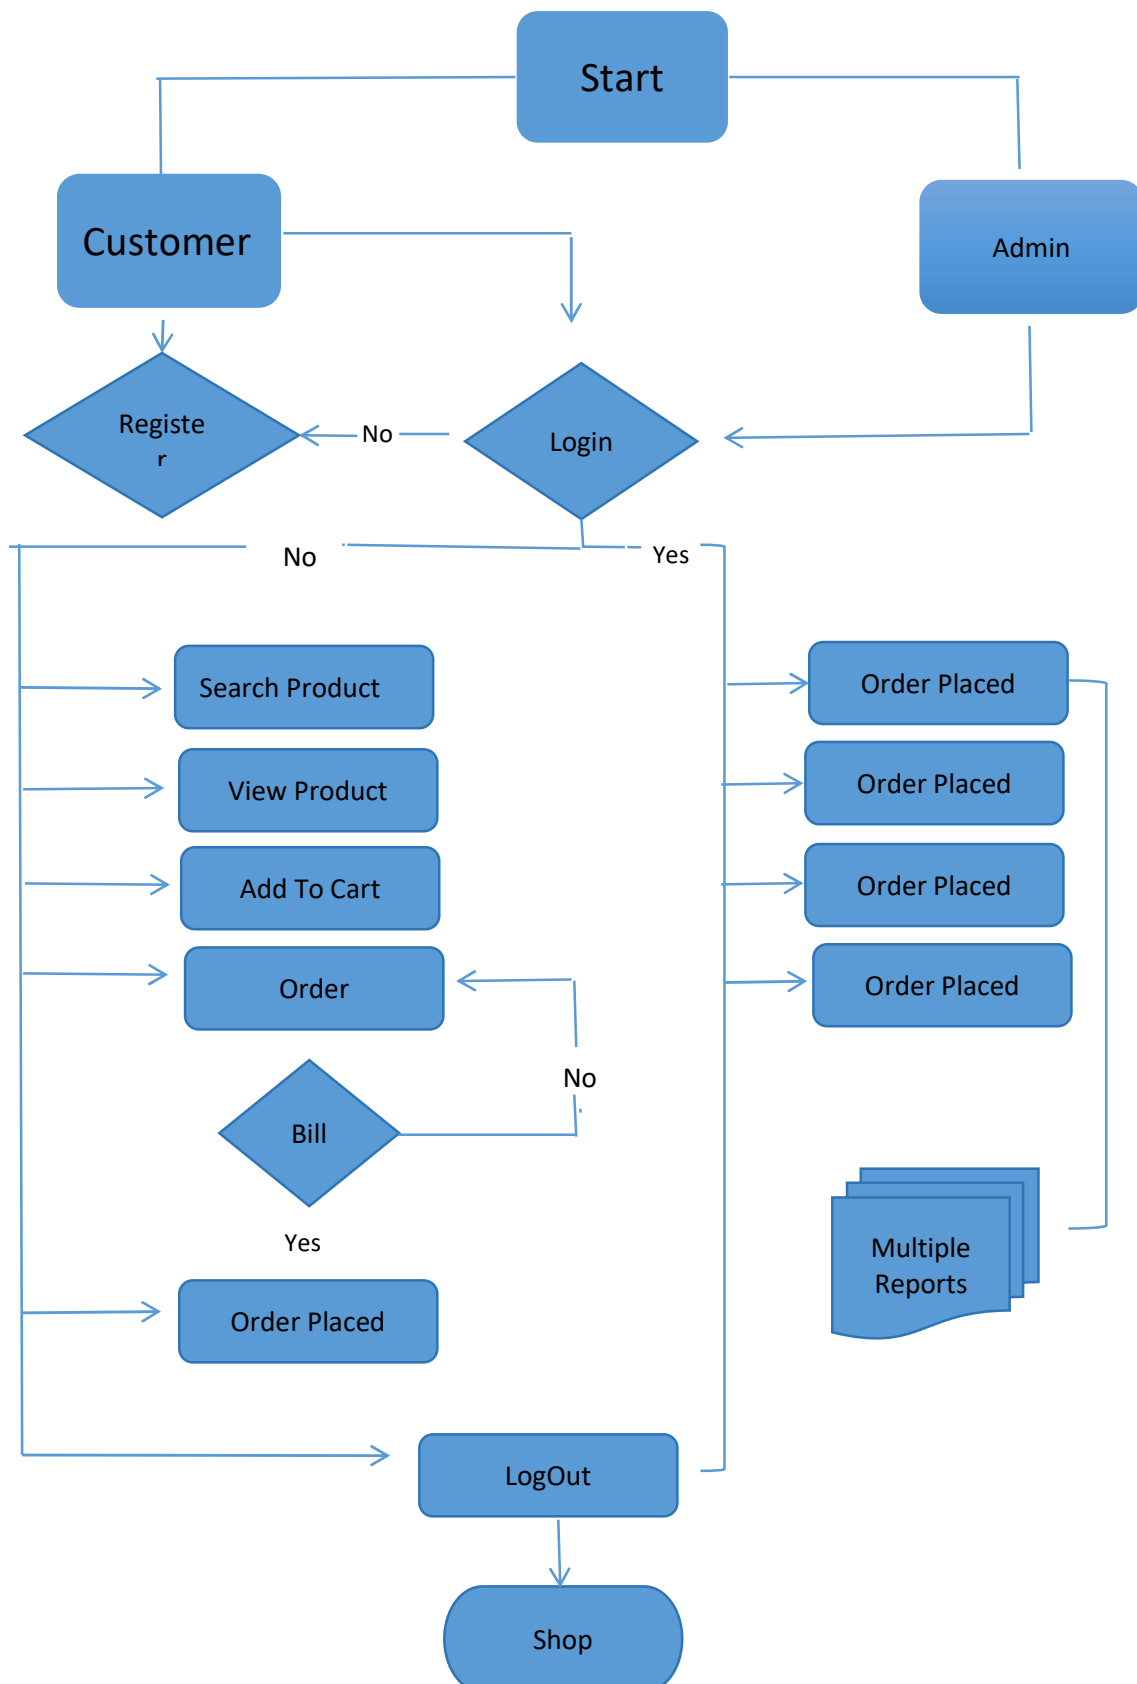 Start
Customer
Admin
Registe
r
No
Login
No
Yes
Search Product
Order Placed
View Product
Order Placed
Add To Cart
Order Placed
Order
Order Placed
No
Bill
Yes
Multiple
Reports
Order Placed
LogOut
Shop